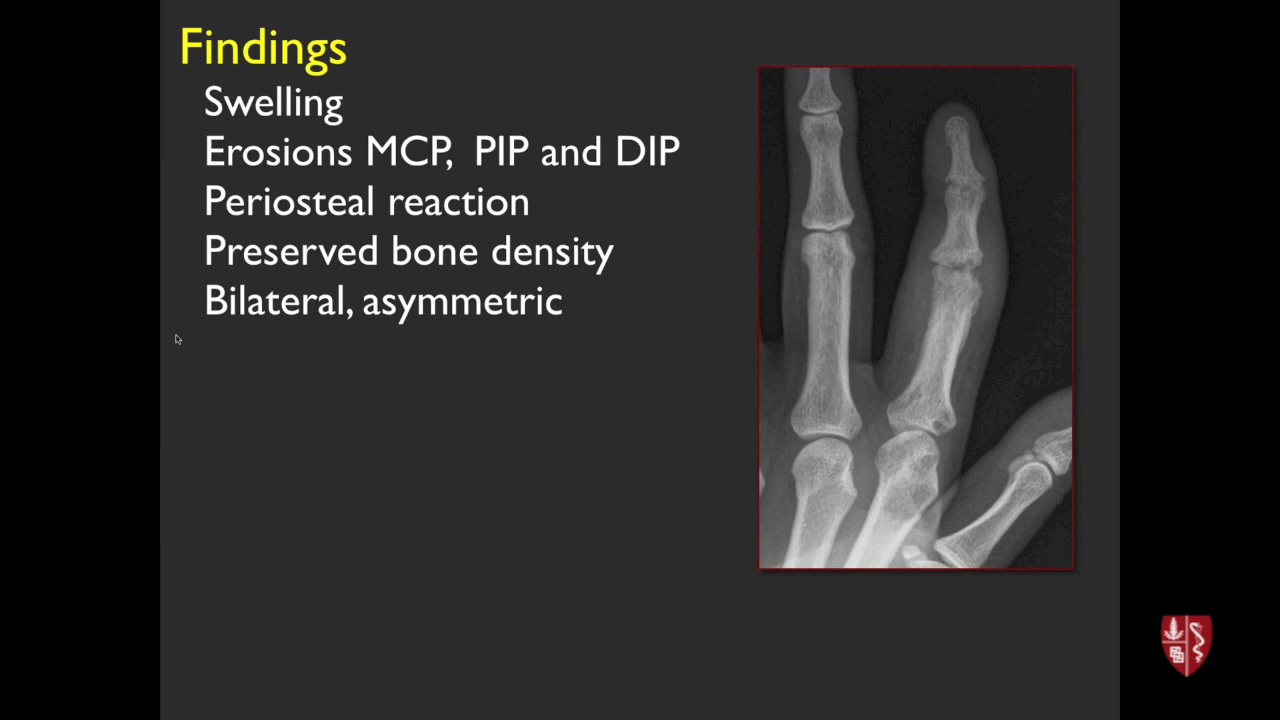 Findings
Swelling
Erosions MCP, PIP and DIP
Periosteal reaction
Preserved bone density
Bilateral, asymmetric